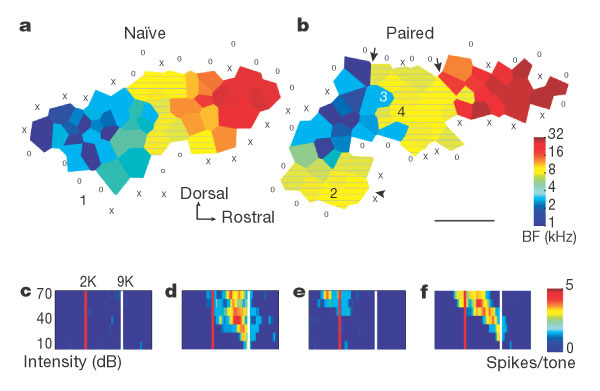 a
Naïve
b
Paired
3
4
1
2
Dorsal
Rostral
32
16
8
4
2
1
BF (kHz)
c
2K
9K
d
e
f
70
40
10
5
0
Intensity (dB)
Spikes/tone